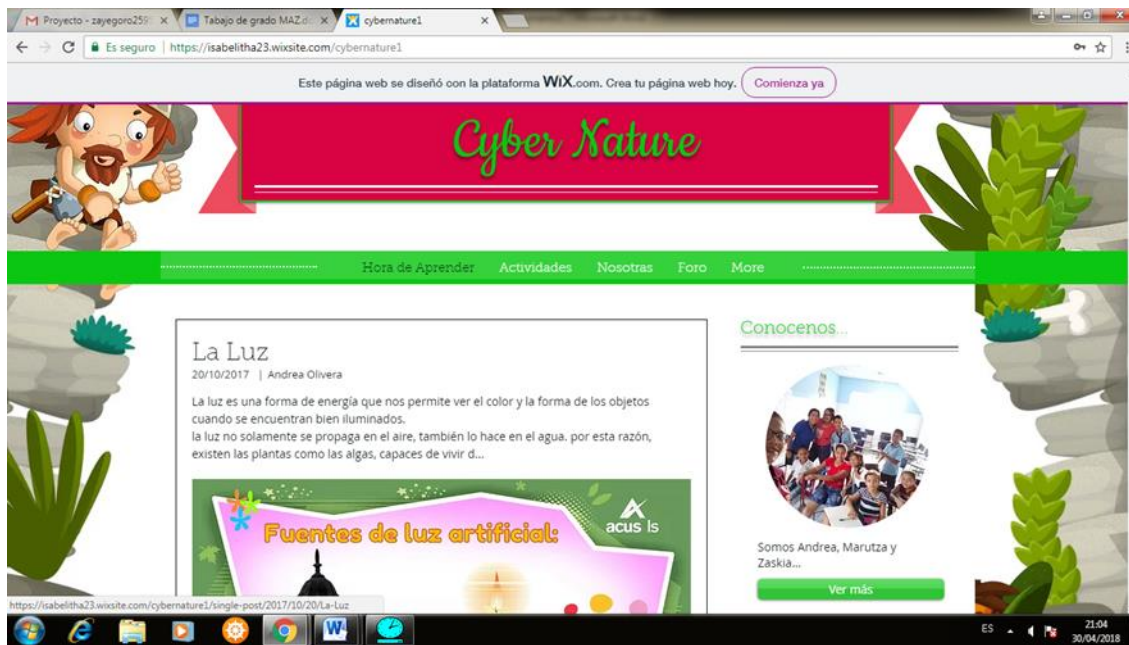 Proyecto - zayegoro259
Tabajo de grado MAZ.do
cybernature1
Es seguro | https://isabelitha23.wixsite.com/cybernature1
Este página web se diseñó con la plataforma WiX.com. Crea tu página web hoy. Comienza ya
Cyber Nature
Hora de Aprender Actividades Nosotras Foro More
La Luz
20/10/2017 | Andrea Olivera
La luz es una forma de energía que nos permite ver el color y la forma de los objetos
cuando se encuentran bien iluminados.
la luz no solamente se propaga en el aire, también lo hace en el agua. por esta razón,
existen las plantas como las algas, capaces de vivir d...
acus ls
Fuentes de luz artificial:
Conocenos...
Somos Andrea, Marutza y
Zaskia...
Ver más
https://isabelitha23.wixsite.com/cybernature1/single-post/2017/10/20/La-Luz
ES
21:04
30/04/2018